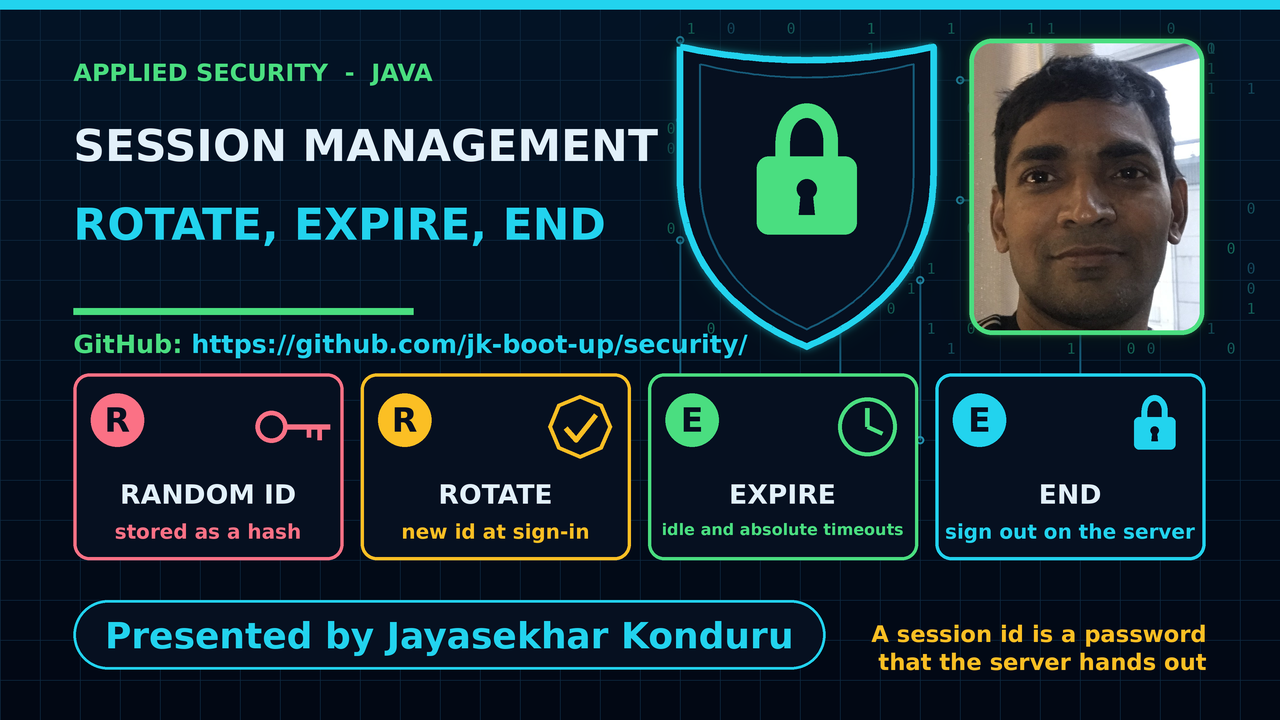 APPLIED SECURITY - JAVA
SESSION MANAGEMENT
ROTATE, EXPIRE, END
GitHub: https://github.com/jk-boot-up/security/
R
RANDOM ID
stored as a hash
R
ROTATE
new id at sign-in
E
EXPIRE
idle and absolute timeouts
E
END
sign out on the server
Presented by Jayasekhar Konduru
A session id is a password
that the server hands out